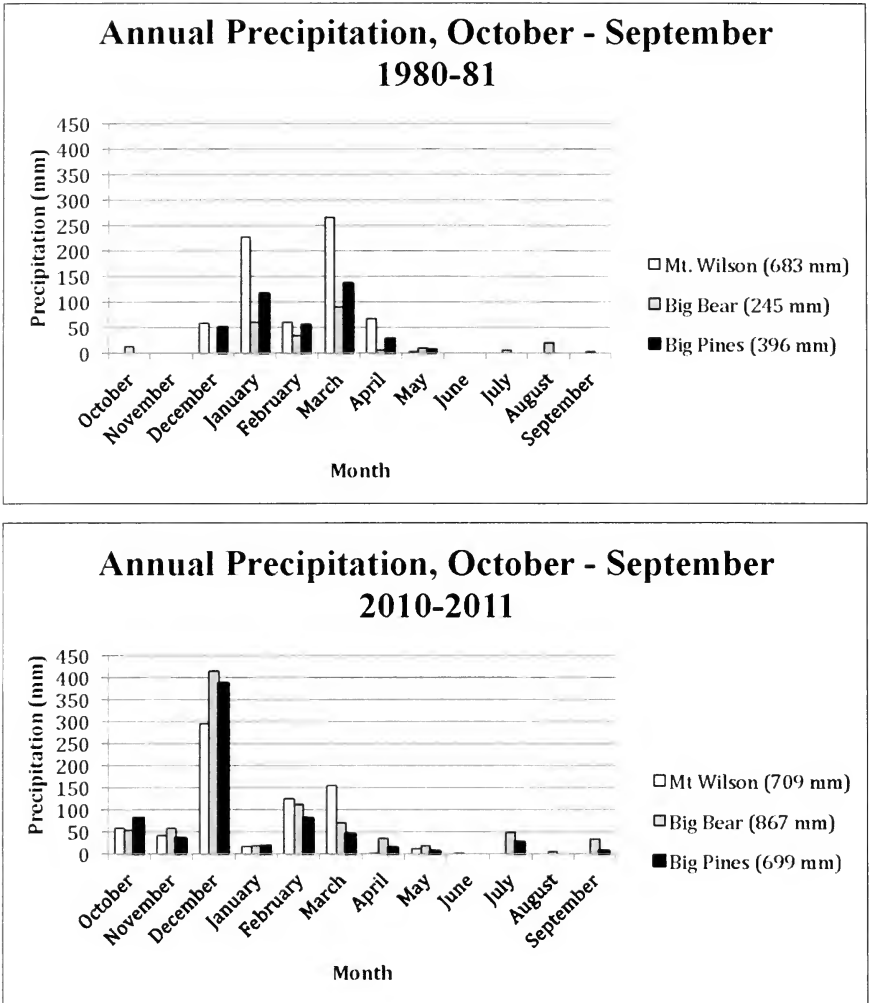 Annual Precipitation, October - September
1980-81
Precipitation (mm)
450
400
350
300
250
200
150
100
50
0
October
November
December
January
February
March
April
May
June
July
August
September
Month
Mt. Wilson (683 mm)
Big Bear (245 mm)
Big Pines (396 mm)
Annual Precipitation, October - September
2010-2011
Precipitation (mm)
450
400
350
300
250
200
150
100
50
0
October
November
December
January
February
March
April
May
June
July
August
September
Month
Mt Wilson (709 mm)
Big Bear (867 mm)
Big Pines (699 mm)